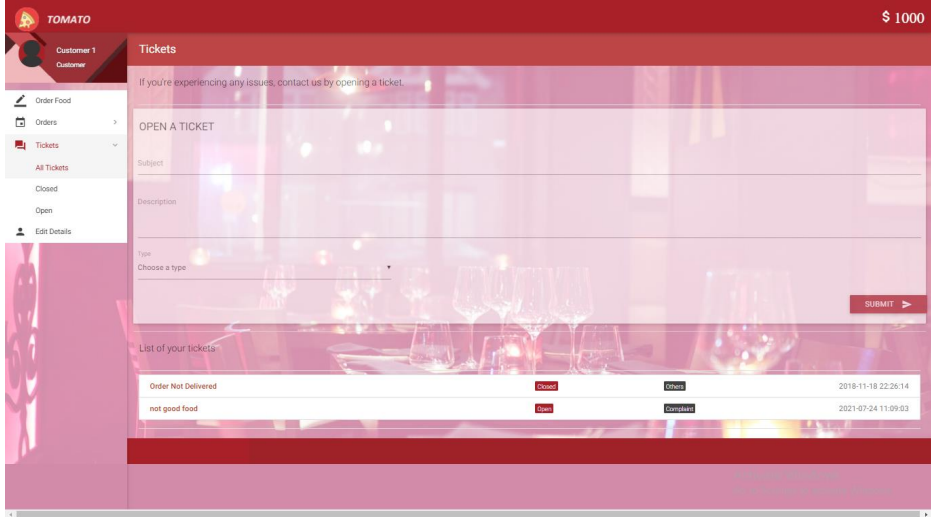 TOMATO
$ 1000
Customer 1
Customer
Order Food
Orders
Tickets
All Tickets
Closed
Open
Edit Details
Tickets
If you're experiencing any issues, contact us by opening a ticket.
OPEN A TICKET
Subject
Description
Type
Choose a type
SUBMIT
List of your tickets
Order Not Delivered Closed Others 2018-11-18 22:26:14
not good food Open Complaint 2021-07-24 11:09:03